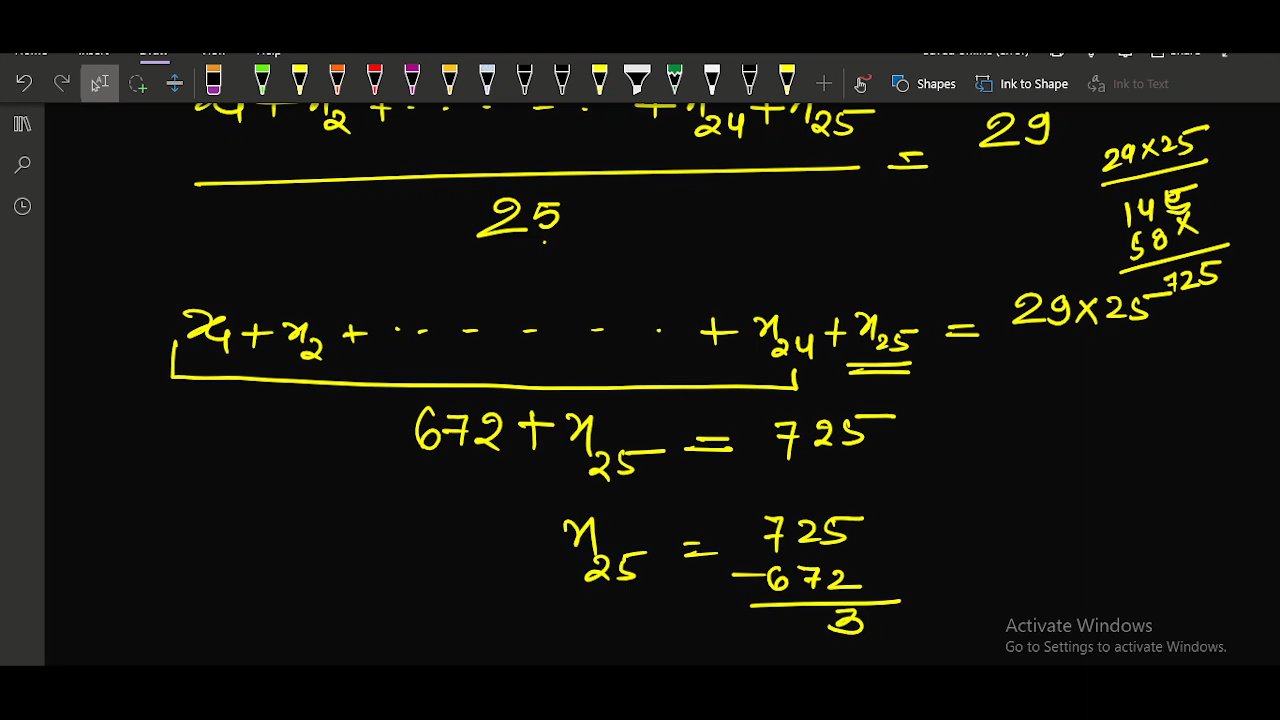 Shapes Ink to Shape Ink to Text
x1 + x2 + ...... + x24 + x25
25
= 29
29×25
145
58×
725
x1 + x2 + ...... + x24 + x25 = 29×25
672 + x25 = 725
x25 = 725
-672
3
Activate Windows
Go to Settings to activate Windows.